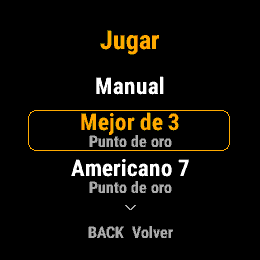 Jugar
Manual
Mejor de 3
Punto de oro
Americano 7
Punto de oro
BACK Volver